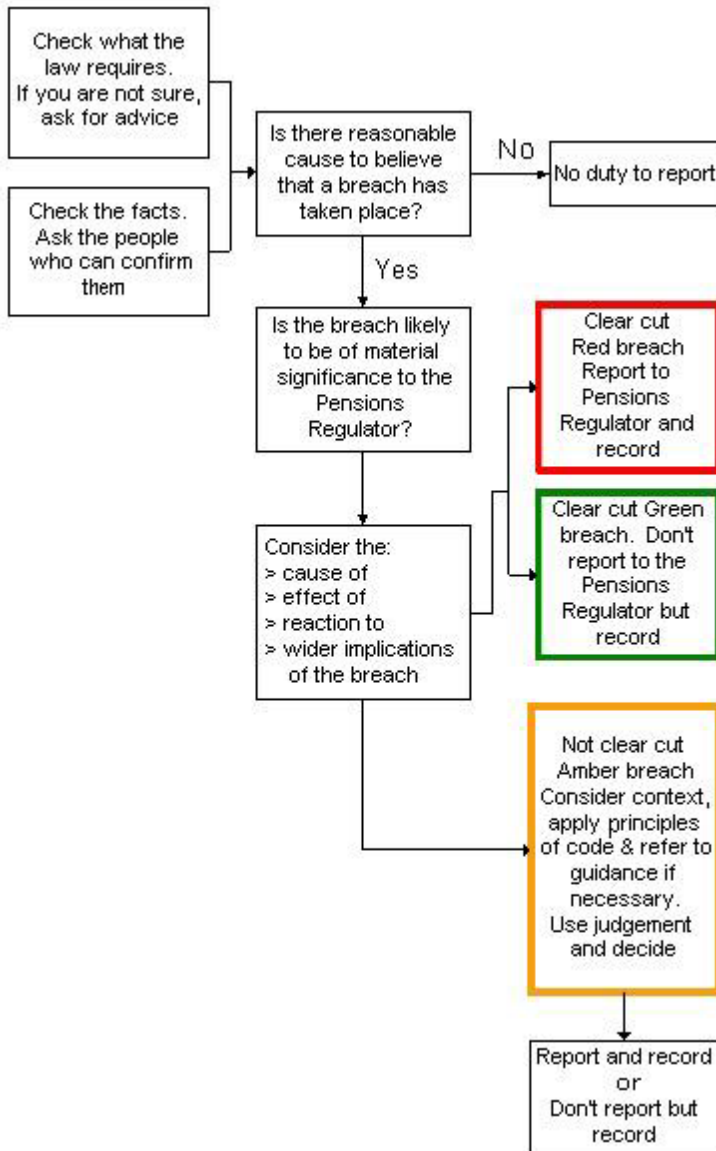 Check what the
law requires.
If you are not sure,
ask for advice
Check the facts.
Ask the people
who can confirm
them
Is there reasonable
cause to believe
that a breach has
taken place?
No
No duty to report
Yes
Is the breach likely
to be of material
significance to the
Pensions
Regulator?
Clear cut
Red breach
Report to
Pensions
Regulator and
record
Clear cut Green
breach. Don't
report to the
Pensions
Regulator but
record
Consider the:
> cause of
> effect of
> reaction to
> wider implications
of the breach
Not clear cut
Amber breach
Consider context,
apply principles
of code & refer to
guidance if
necessary.
Use judgement
and decide
Report and record
or
Don't report but
record